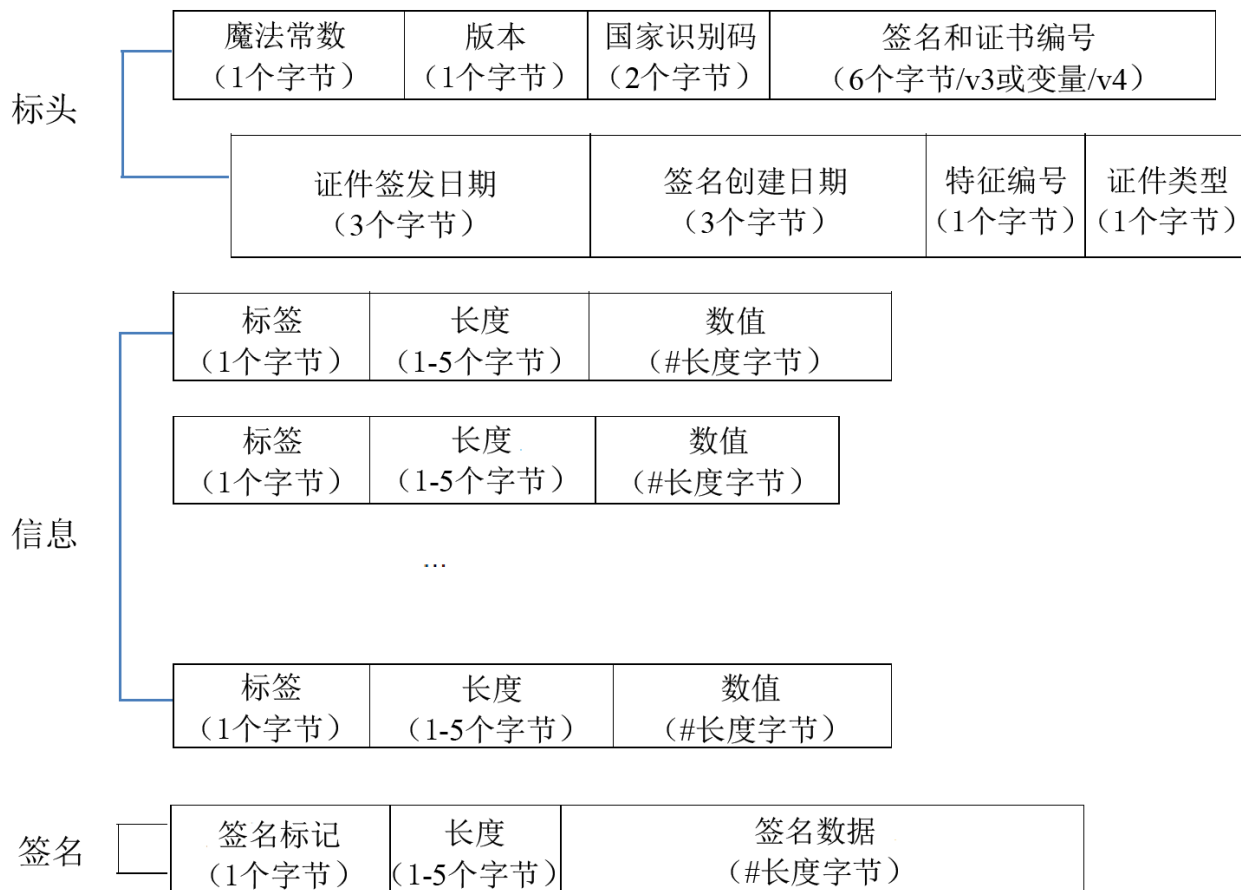 魔法常数 版本 国家识别码 签名和证书编号
（1个字节） （1个字节） （2个字节） （6个字节/v3或变量/v4）
标头
证件签发日期 签名创建日期 特征编号 证件类型
（3个字节） （3个字节） （1个字节） （1个字节）
标签 长度 数值
（1个字节） （1-5个字节） （#长度字节）
标签 长度 数值
（1个字节） （1-5个字节） （#长度字节）
信息
...
标签 长度 数值
（1个字节） （1-5个字节） （#长度字节）
签名
签名标记 长度 签名数据
（1个字节） （1-5个字节） （#长度字节）